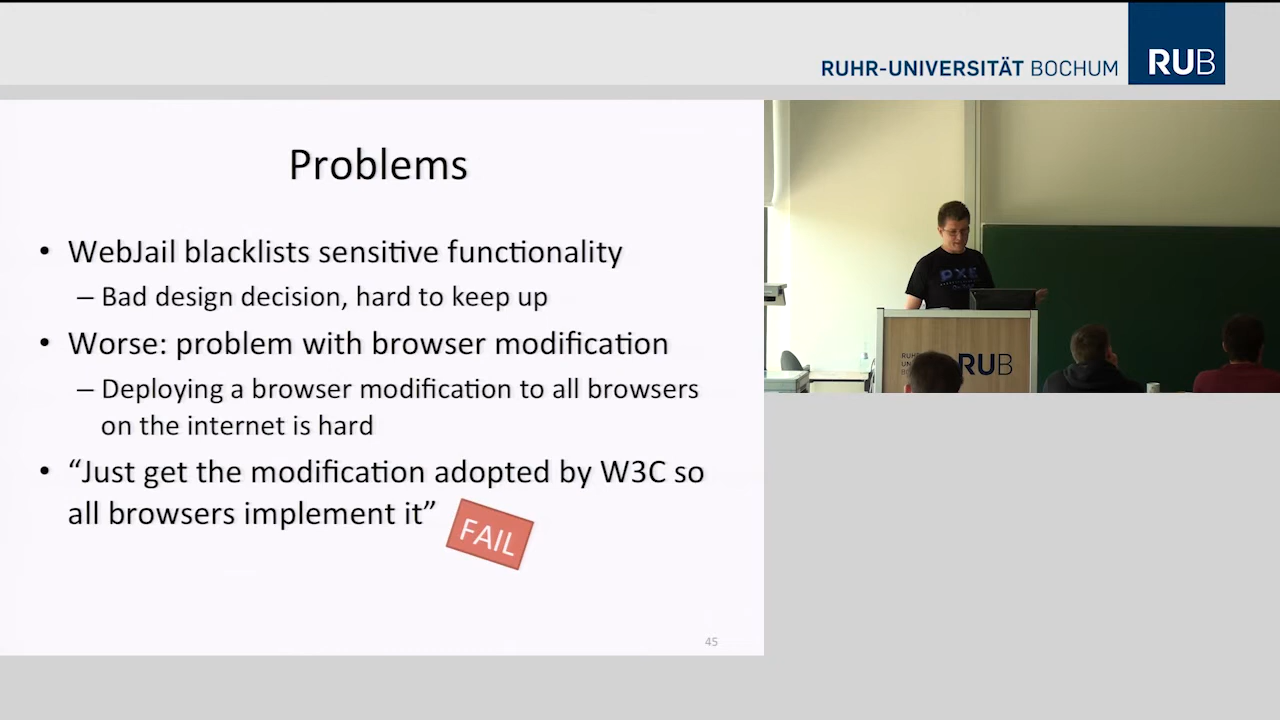 RUHR-UNIVERSITÄT BOCHUM
RUB
Problems
• WebJail blacklists sensitive functionality
– Bad design decision, hard to keep up
• Worse: problem with browser modification
– Deploying a browser modification to all browsers
on the internet is hard
• “Just get the modification adopted by W3C so
all browsers implement it”
FAIL
45
RUB